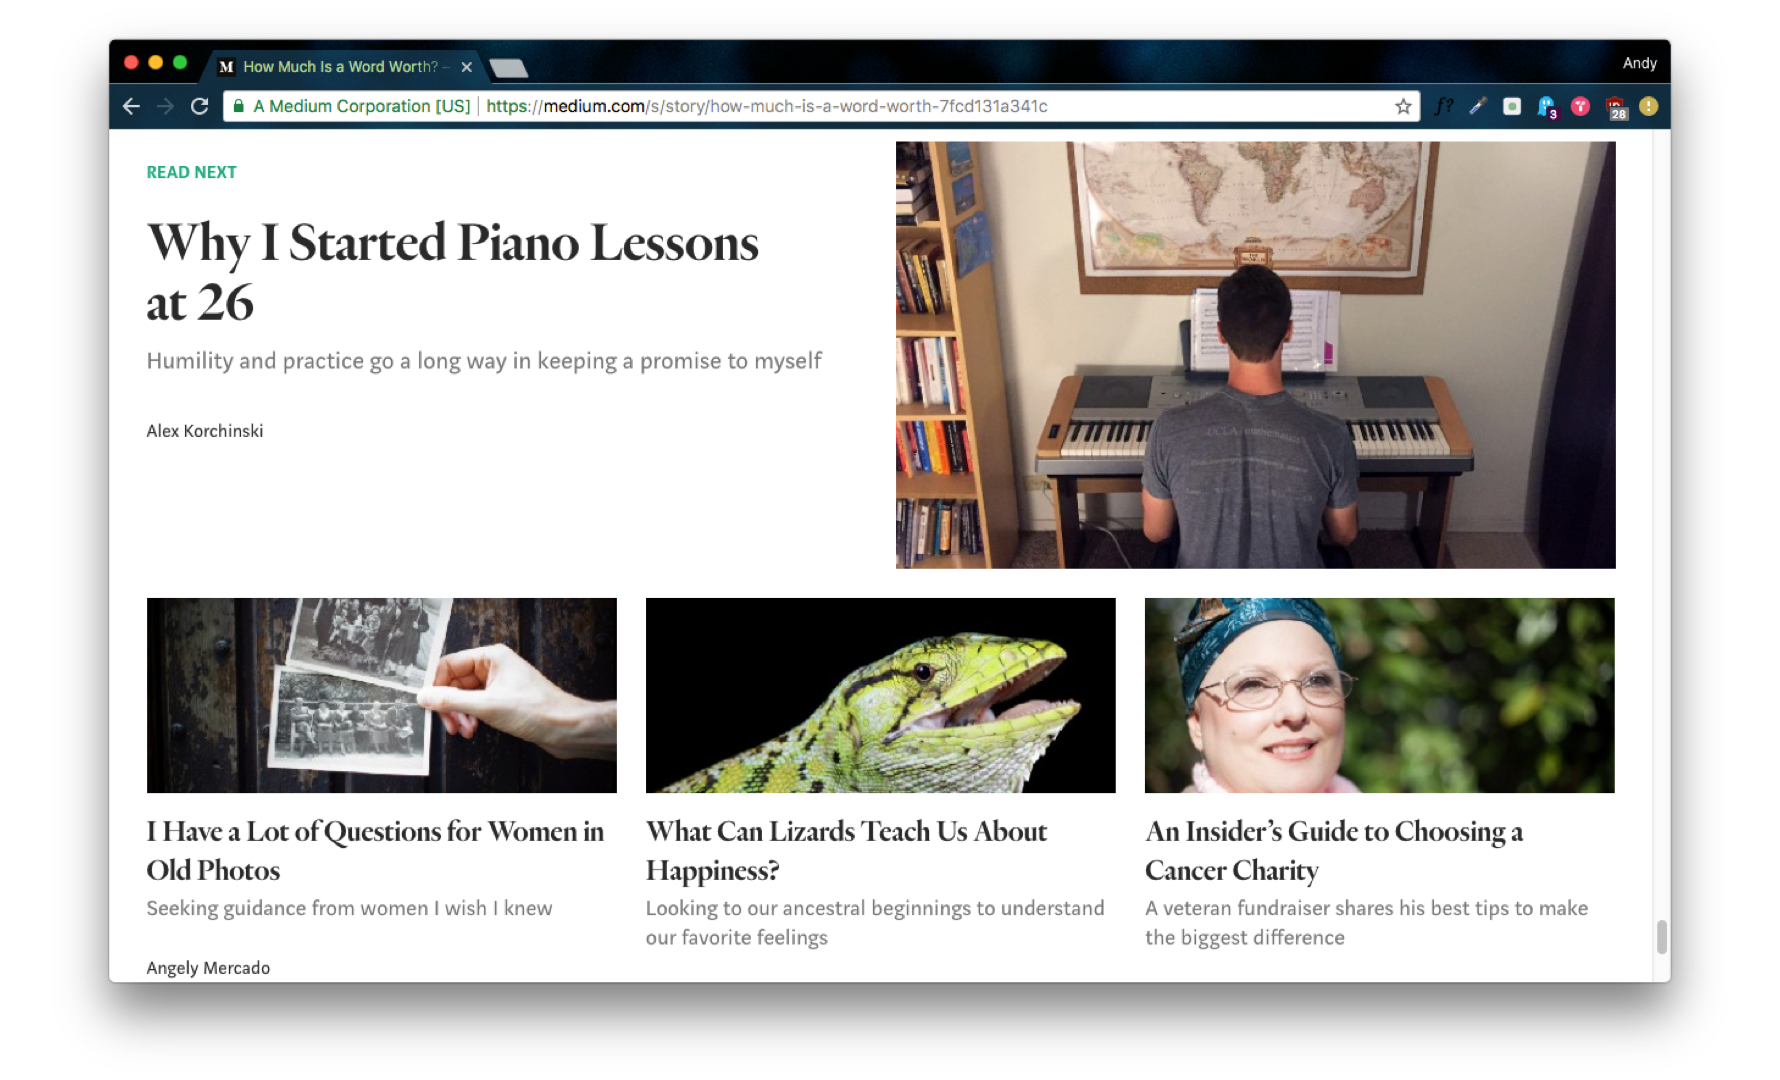 How Much Is a Word Worth? –
Andy
A Medium Corporation [US] | https://medium.com/s/story/how-much-is-a-word-worth-7fcd131a341c
f?
3
28
READ NEXT
Why I Started Piano Lessons
at 26
Humility and practice go a long way in keeping a promise to myself
Alex Korchinski
UCLA mathematics
I Have a Lot of Questions for Women in
Old Photos
Seeking guidance from women I wish I knew
Angely Mercado
What Can Lizards Teach Us About
Happiness?
Looking to our ancestral beginnings to understand
our favorite feelings
An Insider’s Guide to Choosing a
Cancer Charity
A veteran fundraiser shares his best tips to make
the biggest difference